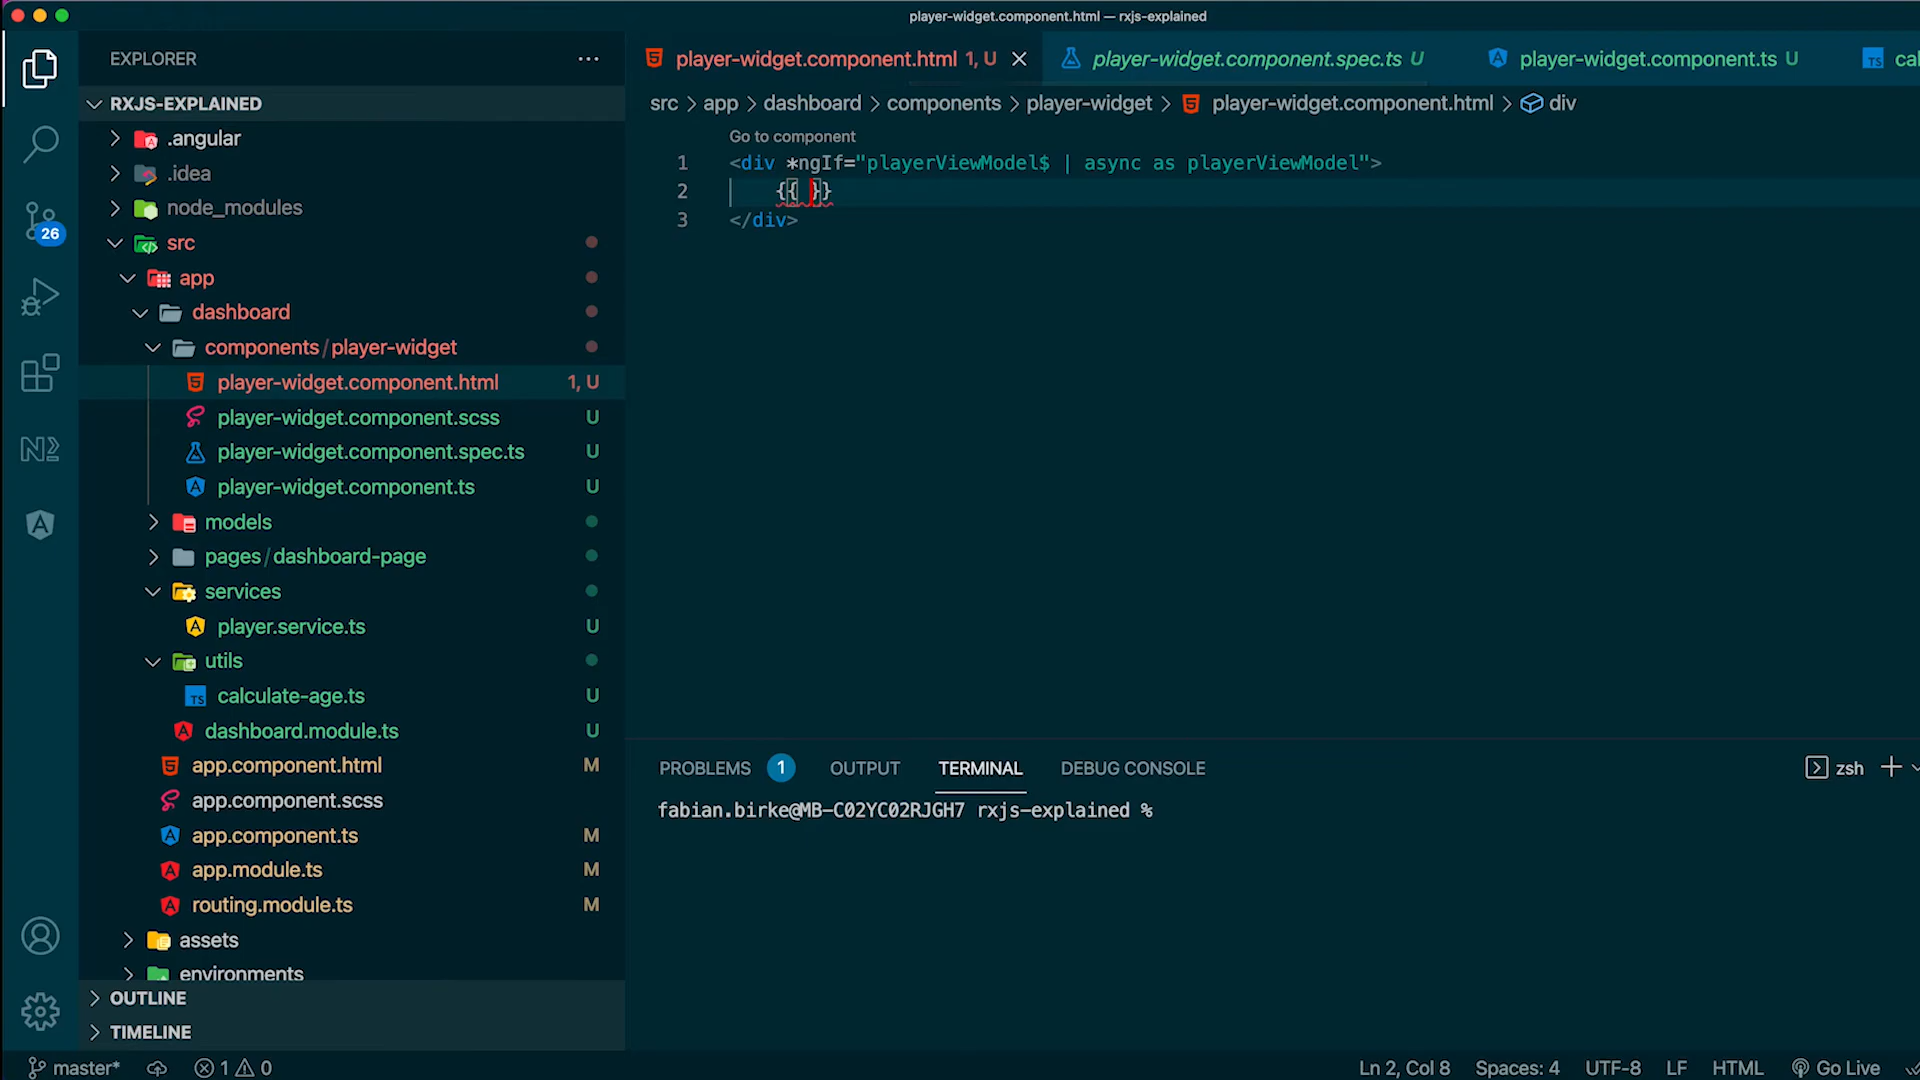 player-widget.component.html — rxjs-explained
EXPLORER
RXJS-EXPLAINED
.angular
.idea
node_modules
src
app
dashboard
components/player-widget
player-widget.component.html 1, U
player-widget.component.scss U
player-widget.component.spec.ts U
player-widget.component.ts U
models
pages/dashboard-page
services
player.service.ts U
utils
calculate-age.ts U
dashboard.module.ts U
app.component.html M
app.component.scss
app.component.ts M
app.module.ts M
routing.module.ts M
assets
environments
OUTLINE
TIMELINE
26
player-widget.component.html 1, U
player-widget.component.spec.ts U
player-widget.component.ts U
TS cal
src > app > dashboard > components > player-widget > player-widget.component.html > div
Go to component
1 <div *ngIf="playerViewModel$ | async as playerViewModel">
2 {{ }}
3 </div>
PROBLEMS 1 OUTPUT TERMINAL DEBUG CONSOLE
zsh
fabian.birke@MB-C02YC02RJGH7 rxjs-explained %
master* 1 0
Ln 2, Col 8 Spaces: 4 UTF-8 LF HTML Go Live